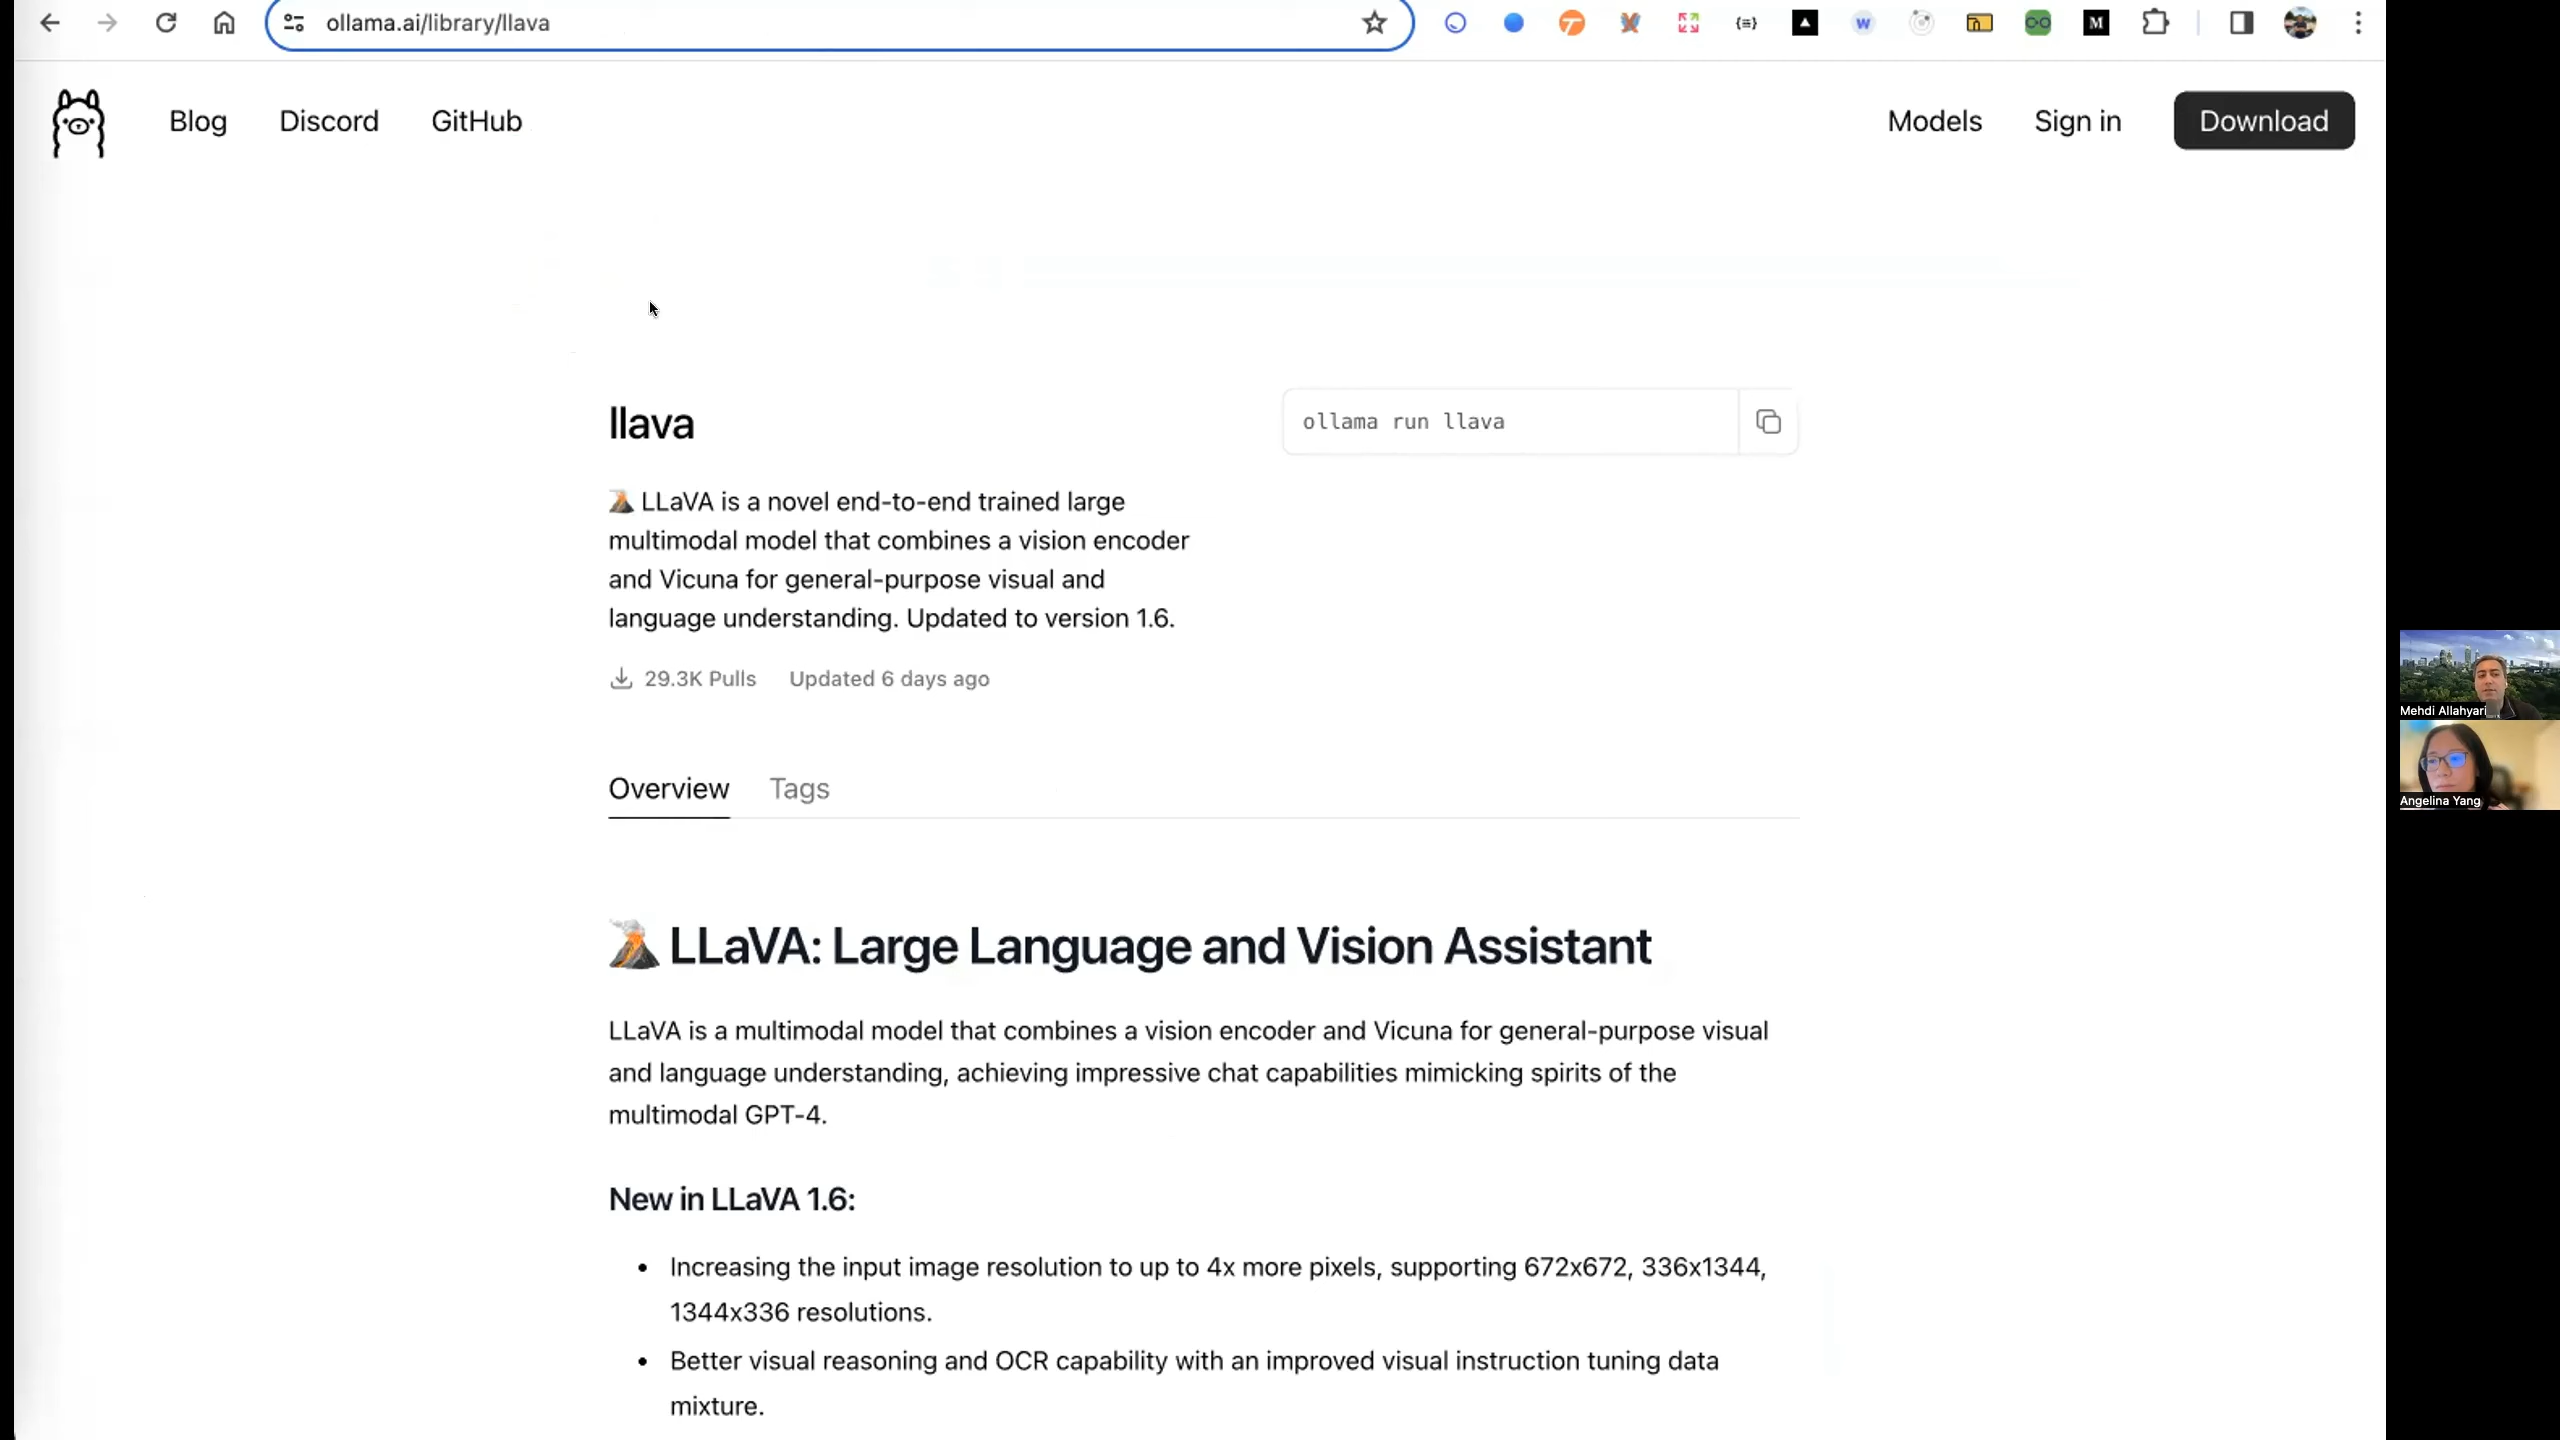 ollama.ai/library/llava
Blog Discord GitHub
Models Sign in Download
llava
ollama run llava
🌋 LLaVA is a novel end-to-end trained large
multimodal model that combines a vision encoder
and Vicuna for general-purpose visual and
language understanding. Updated to version 1.6.
29.3K Pulls Updated 6 days ago
Overview Tags
🌋 LLaVA: Large Language and Vision Assistant
LLaVA is a multimodal model that combines a vision encoder and Vicuna for general-purpose visual
and language understanding, achieving impressive chat capabilities mimicking spirits of the
multimodal GPT-4.
New in LLaVA 1.6:
• Increasing the input image resolution to up to 4x more pixels, supporting 672x672, 336x1344,
1344x336 resolutions.
• Better visual reasoning and OCR capability with an improved visual instruction tuning data
mixture.
Mehdi Allahyari
Angelina Yang